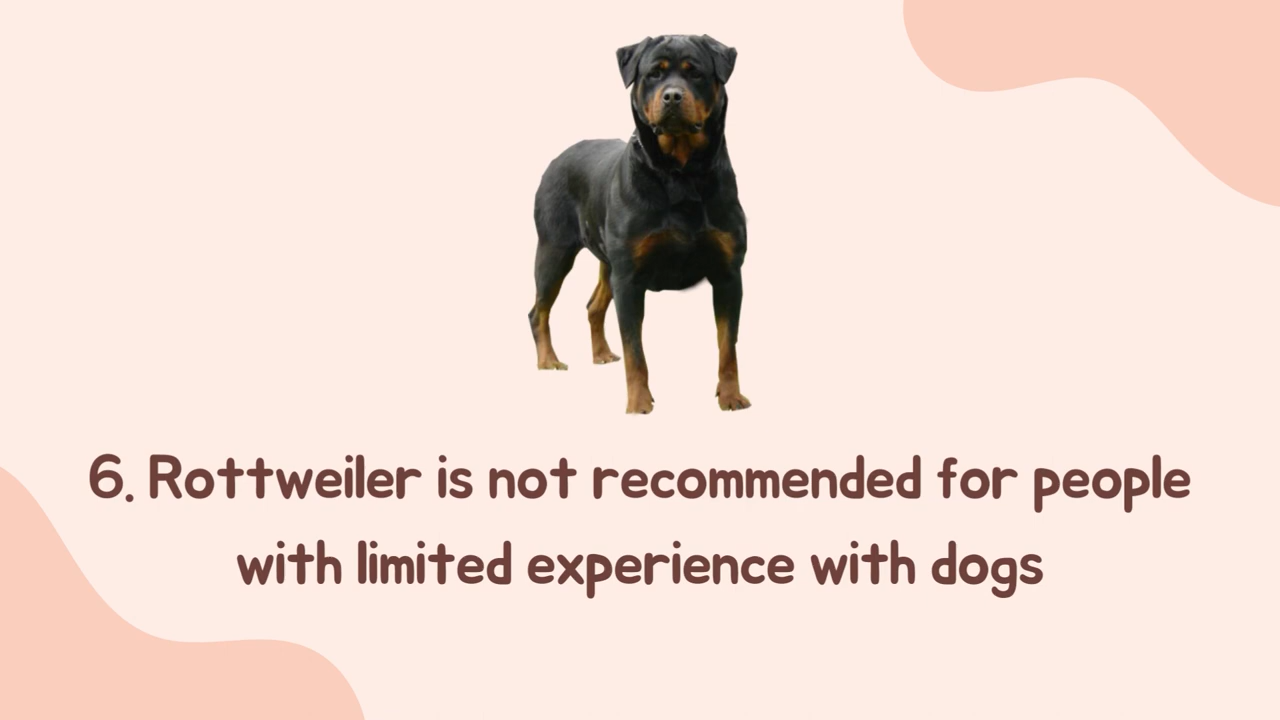 6. Rottweiler is not recommended for people
with limited experience with dogs